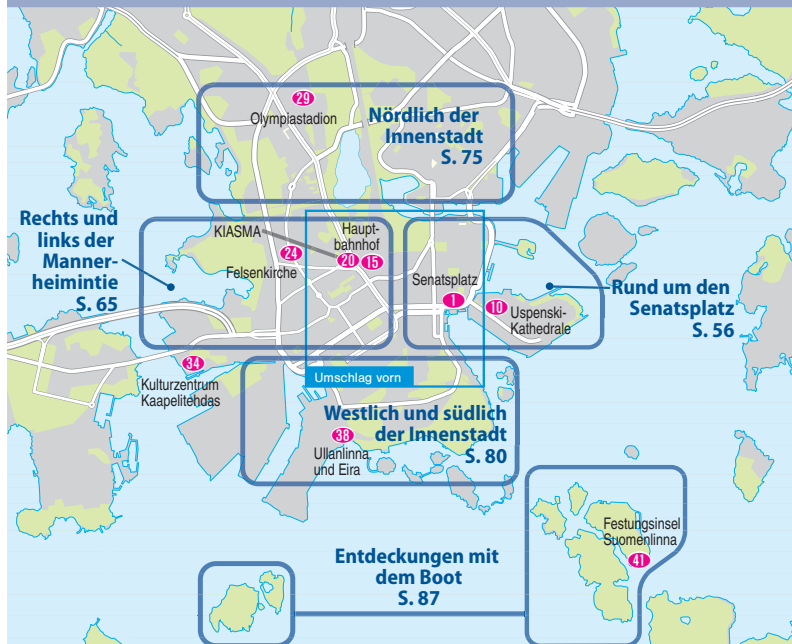 29
Olympiastadion
Nördlich der
Innenstadt
S. 75
Rechts und
links der
Manner-
heimintie
S. 65
KIASMA
Haupt-
bahnhof
24
20
15
Felsenkirche
Senatsplatz
1
10
Uspenski-
Kathedrale
Rund um den
Senatsplatz
S. 56
34
Kulturzentrum
Kaapelitehdas
Umschlag vorn
Westlich und südlich
der Innenstadt
S. 80
38
Ullanlinna
und Eira
Festungsinsel
Suomenlinna
41
Entdeckungen mit
dem Boot
S. 87